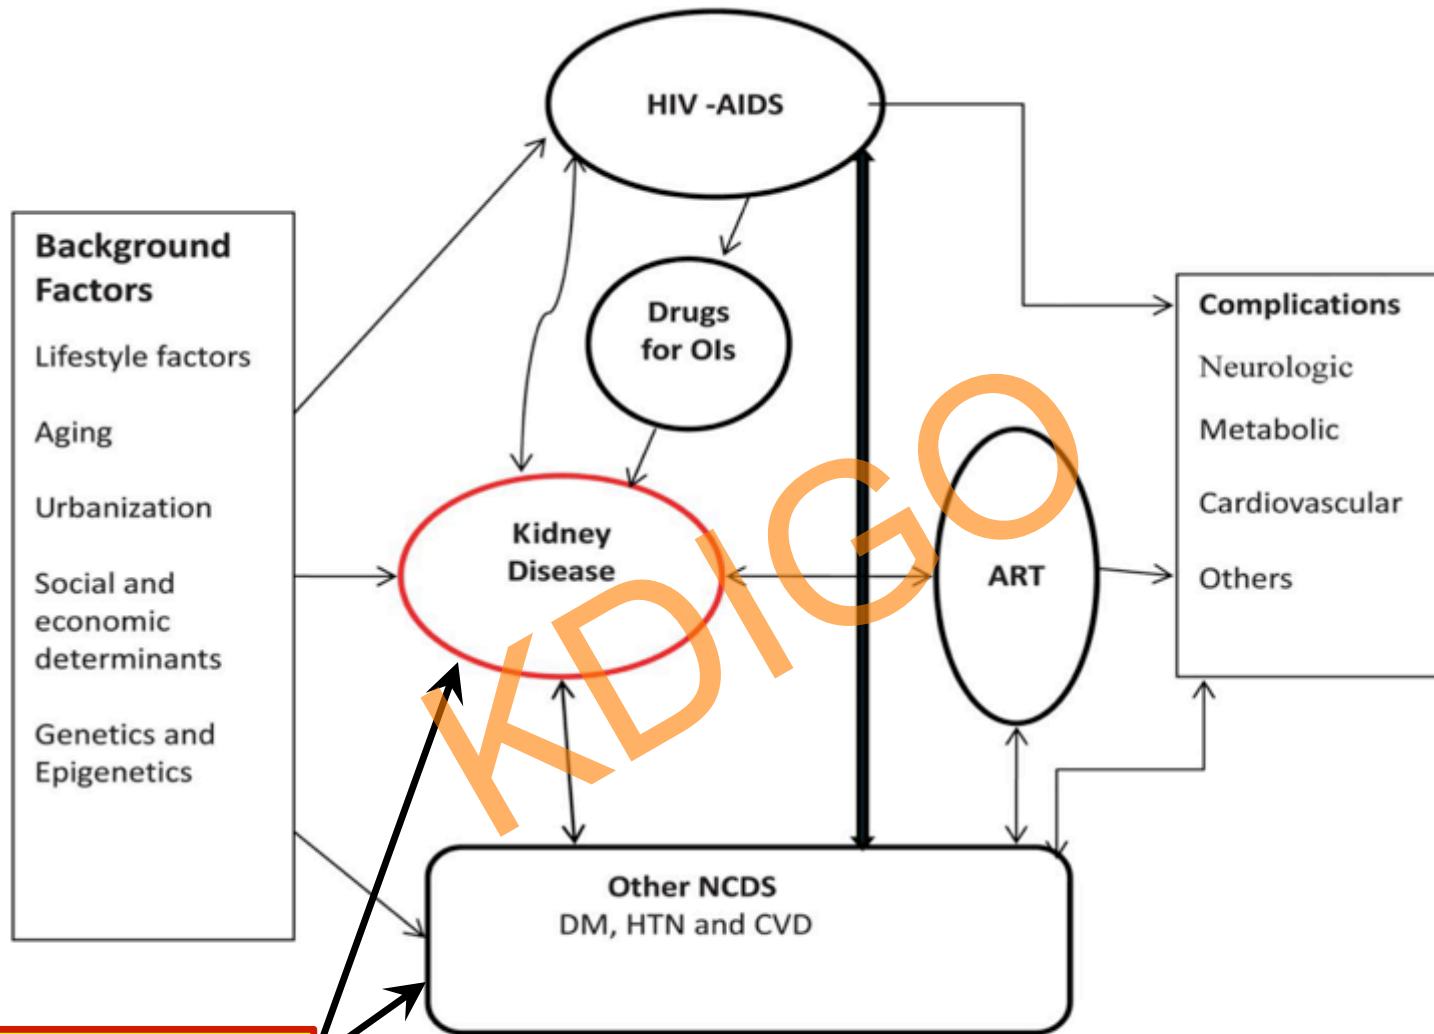 HIV -AIDS
Background
Factors
Lifestyle factors
Aging
Urbanization
Social and
economic
determinants
Genetics and
Epigenetics
Drugs
for OIs
Kidney
Disease
ART
Complications
Neurologic
Metabolic
Cardiovascular
Others
Other NCDS
DM, HTN and CVD
KDIGO